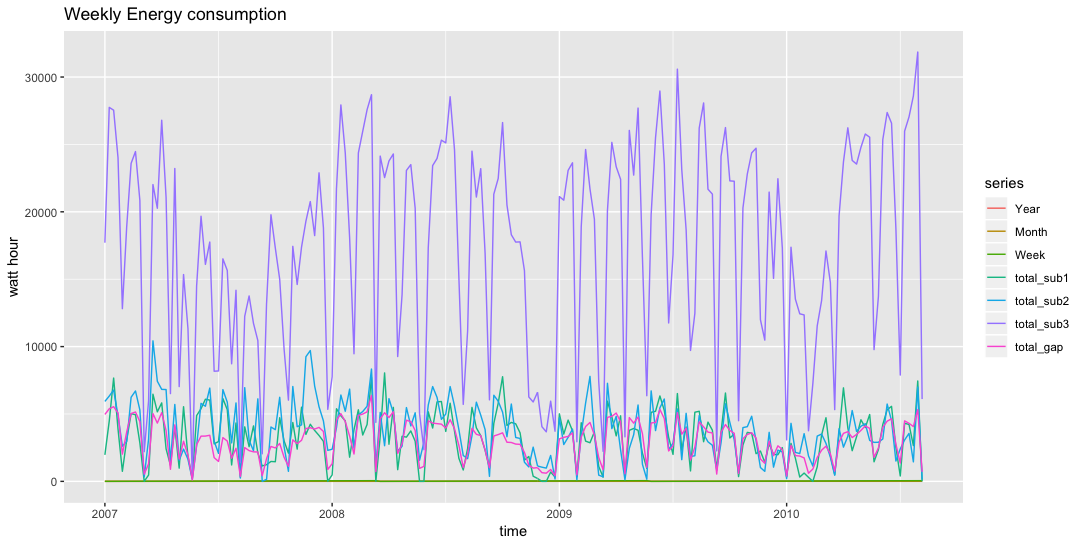 Weekly Energy consumption
watt hour
30000
20000
10000
0
2007
2008
2009
2010
time
series
Year
Month
Week
total_sub1
total_sub2
total_sub3
total_gap